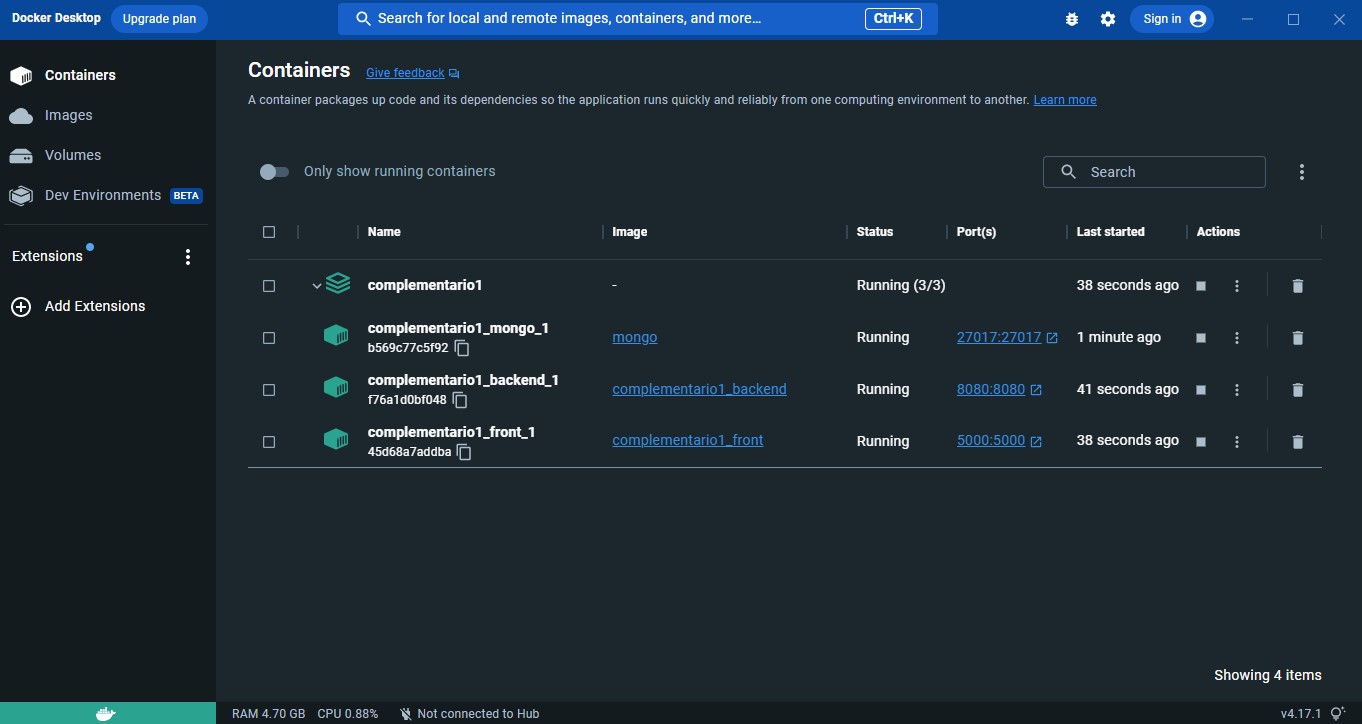 Docker Desktop Upgrade plan Search for local and remote images, containers, and more... Ctrl+K Sign in
Containers
Images
Volumes
Dev Environments BETA
Extensions
Add Extensions
Containers Give feedback
A container packages up code and its dependencies so the application runs quickly and reliably from one computing environment to another. Learn more
Only show running containers Search
Name Image Status Port(s) Last started Actions
complementario1 - Running (3/3) 38 seconds ago
complementario1_mongo_1
b569c77c5f92 mongo Running 27017:27017 1 minute ago
complementario1_backend_1
f76a1d0bf048 complementario1_backend Running 8080:8080 41 seconds ago
complementario1_front_1
45d68a7addba complementario1_front Running 5000:5000 38 seconds ago
Showing 4 items
RAM 4.70 GB CPU 0.88% Not connected to Hub v4.17.1